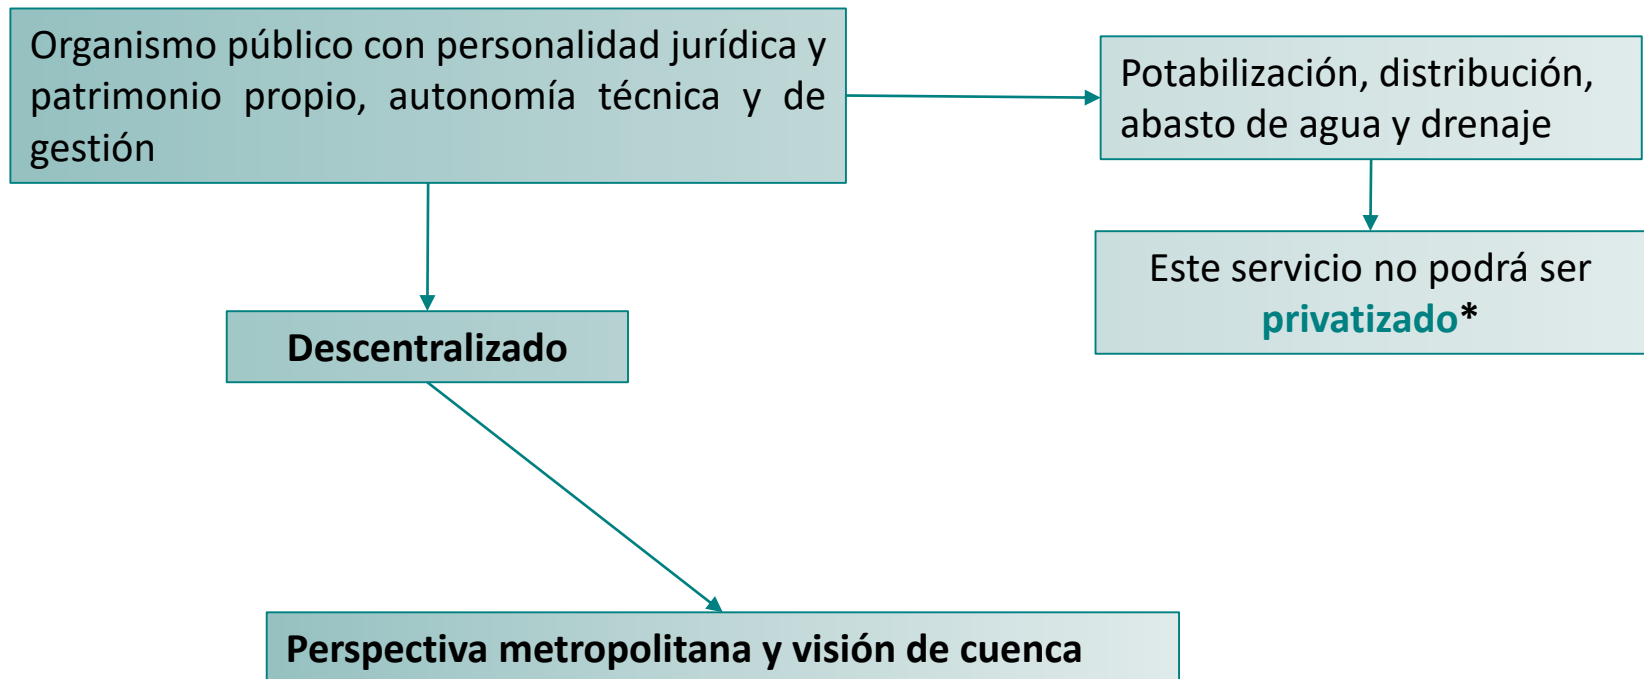 Organismo público con personalidad jurídica y
patrimonio propio, autonomía técnica y de
gestión
Potabilización, distribución,
abasto de agua y drenaje
Este servicio no podrá ser
privatizado*
Descentralizado
Perspectiva metropolitana y visión de cuenca